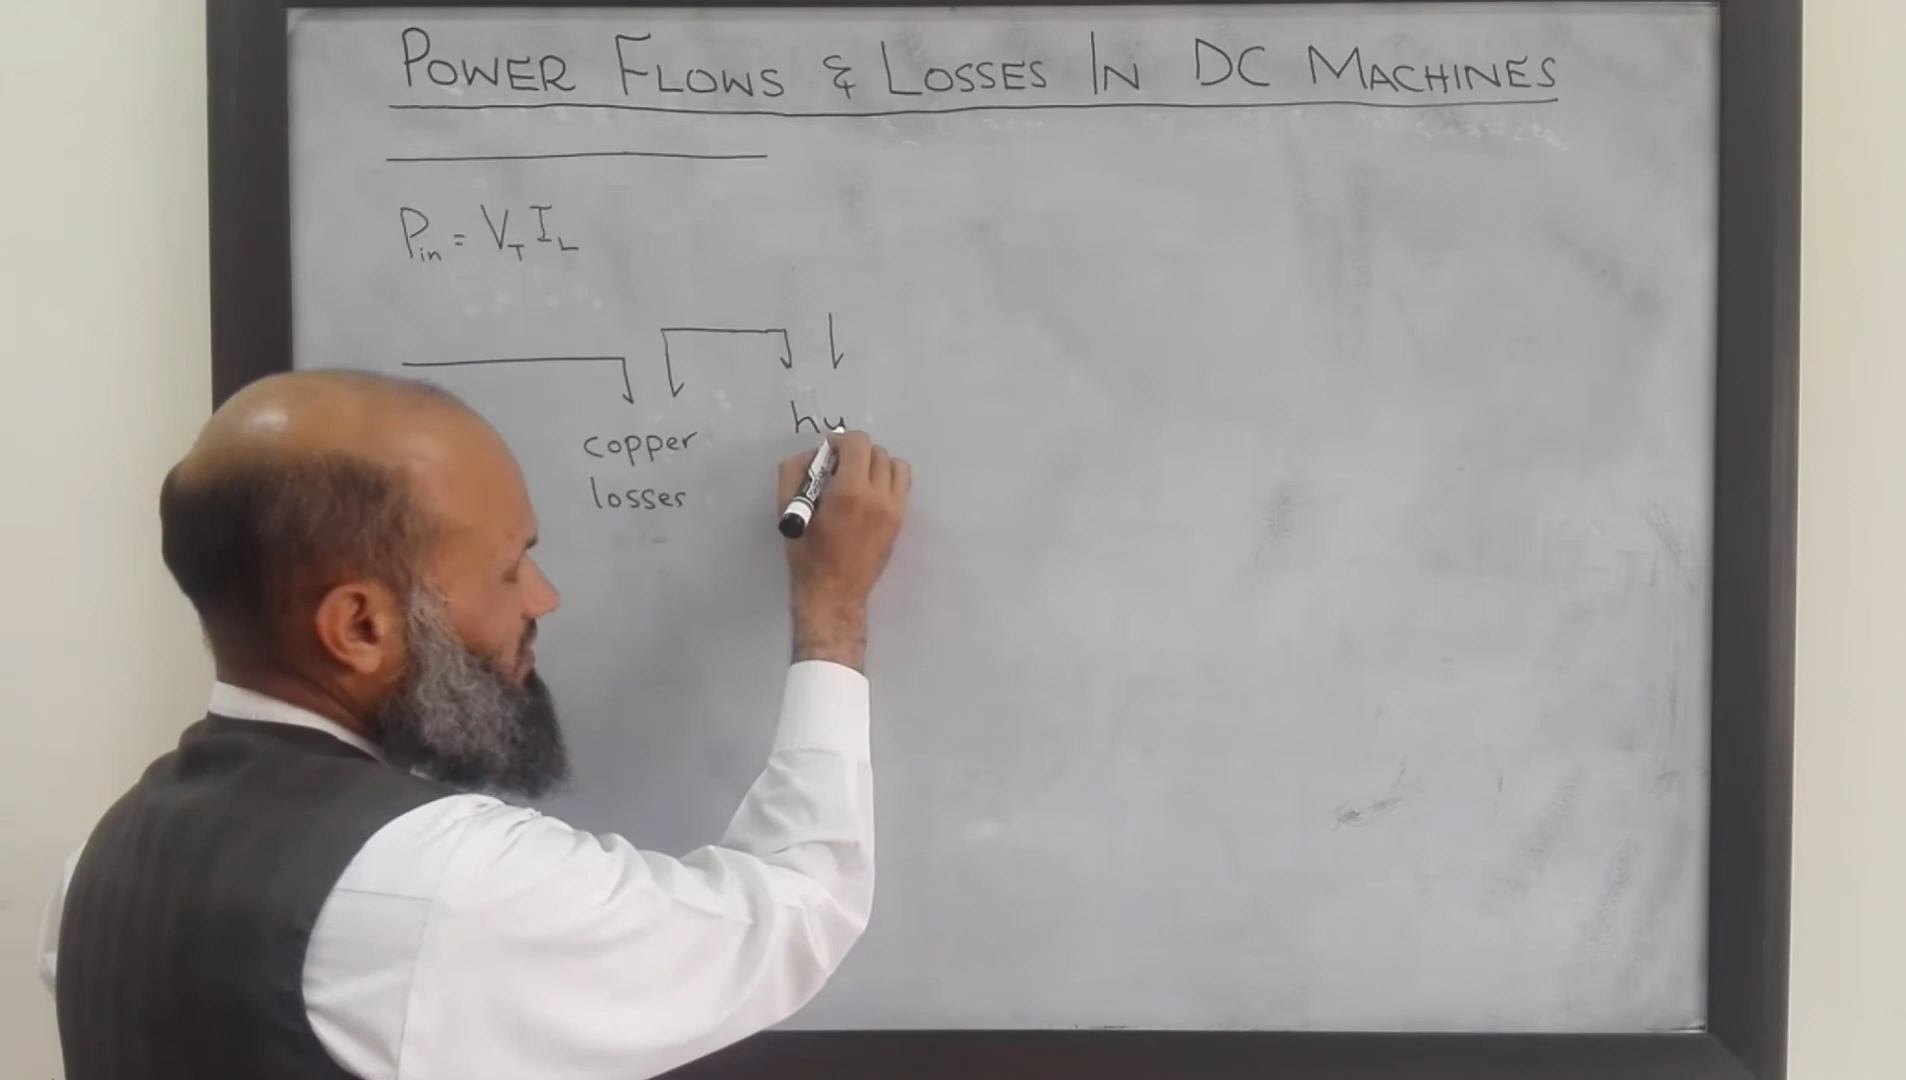 POWER FLOWS & LOSSES IN DC MACHINES
Pin = VT IL
copper
losses
hy